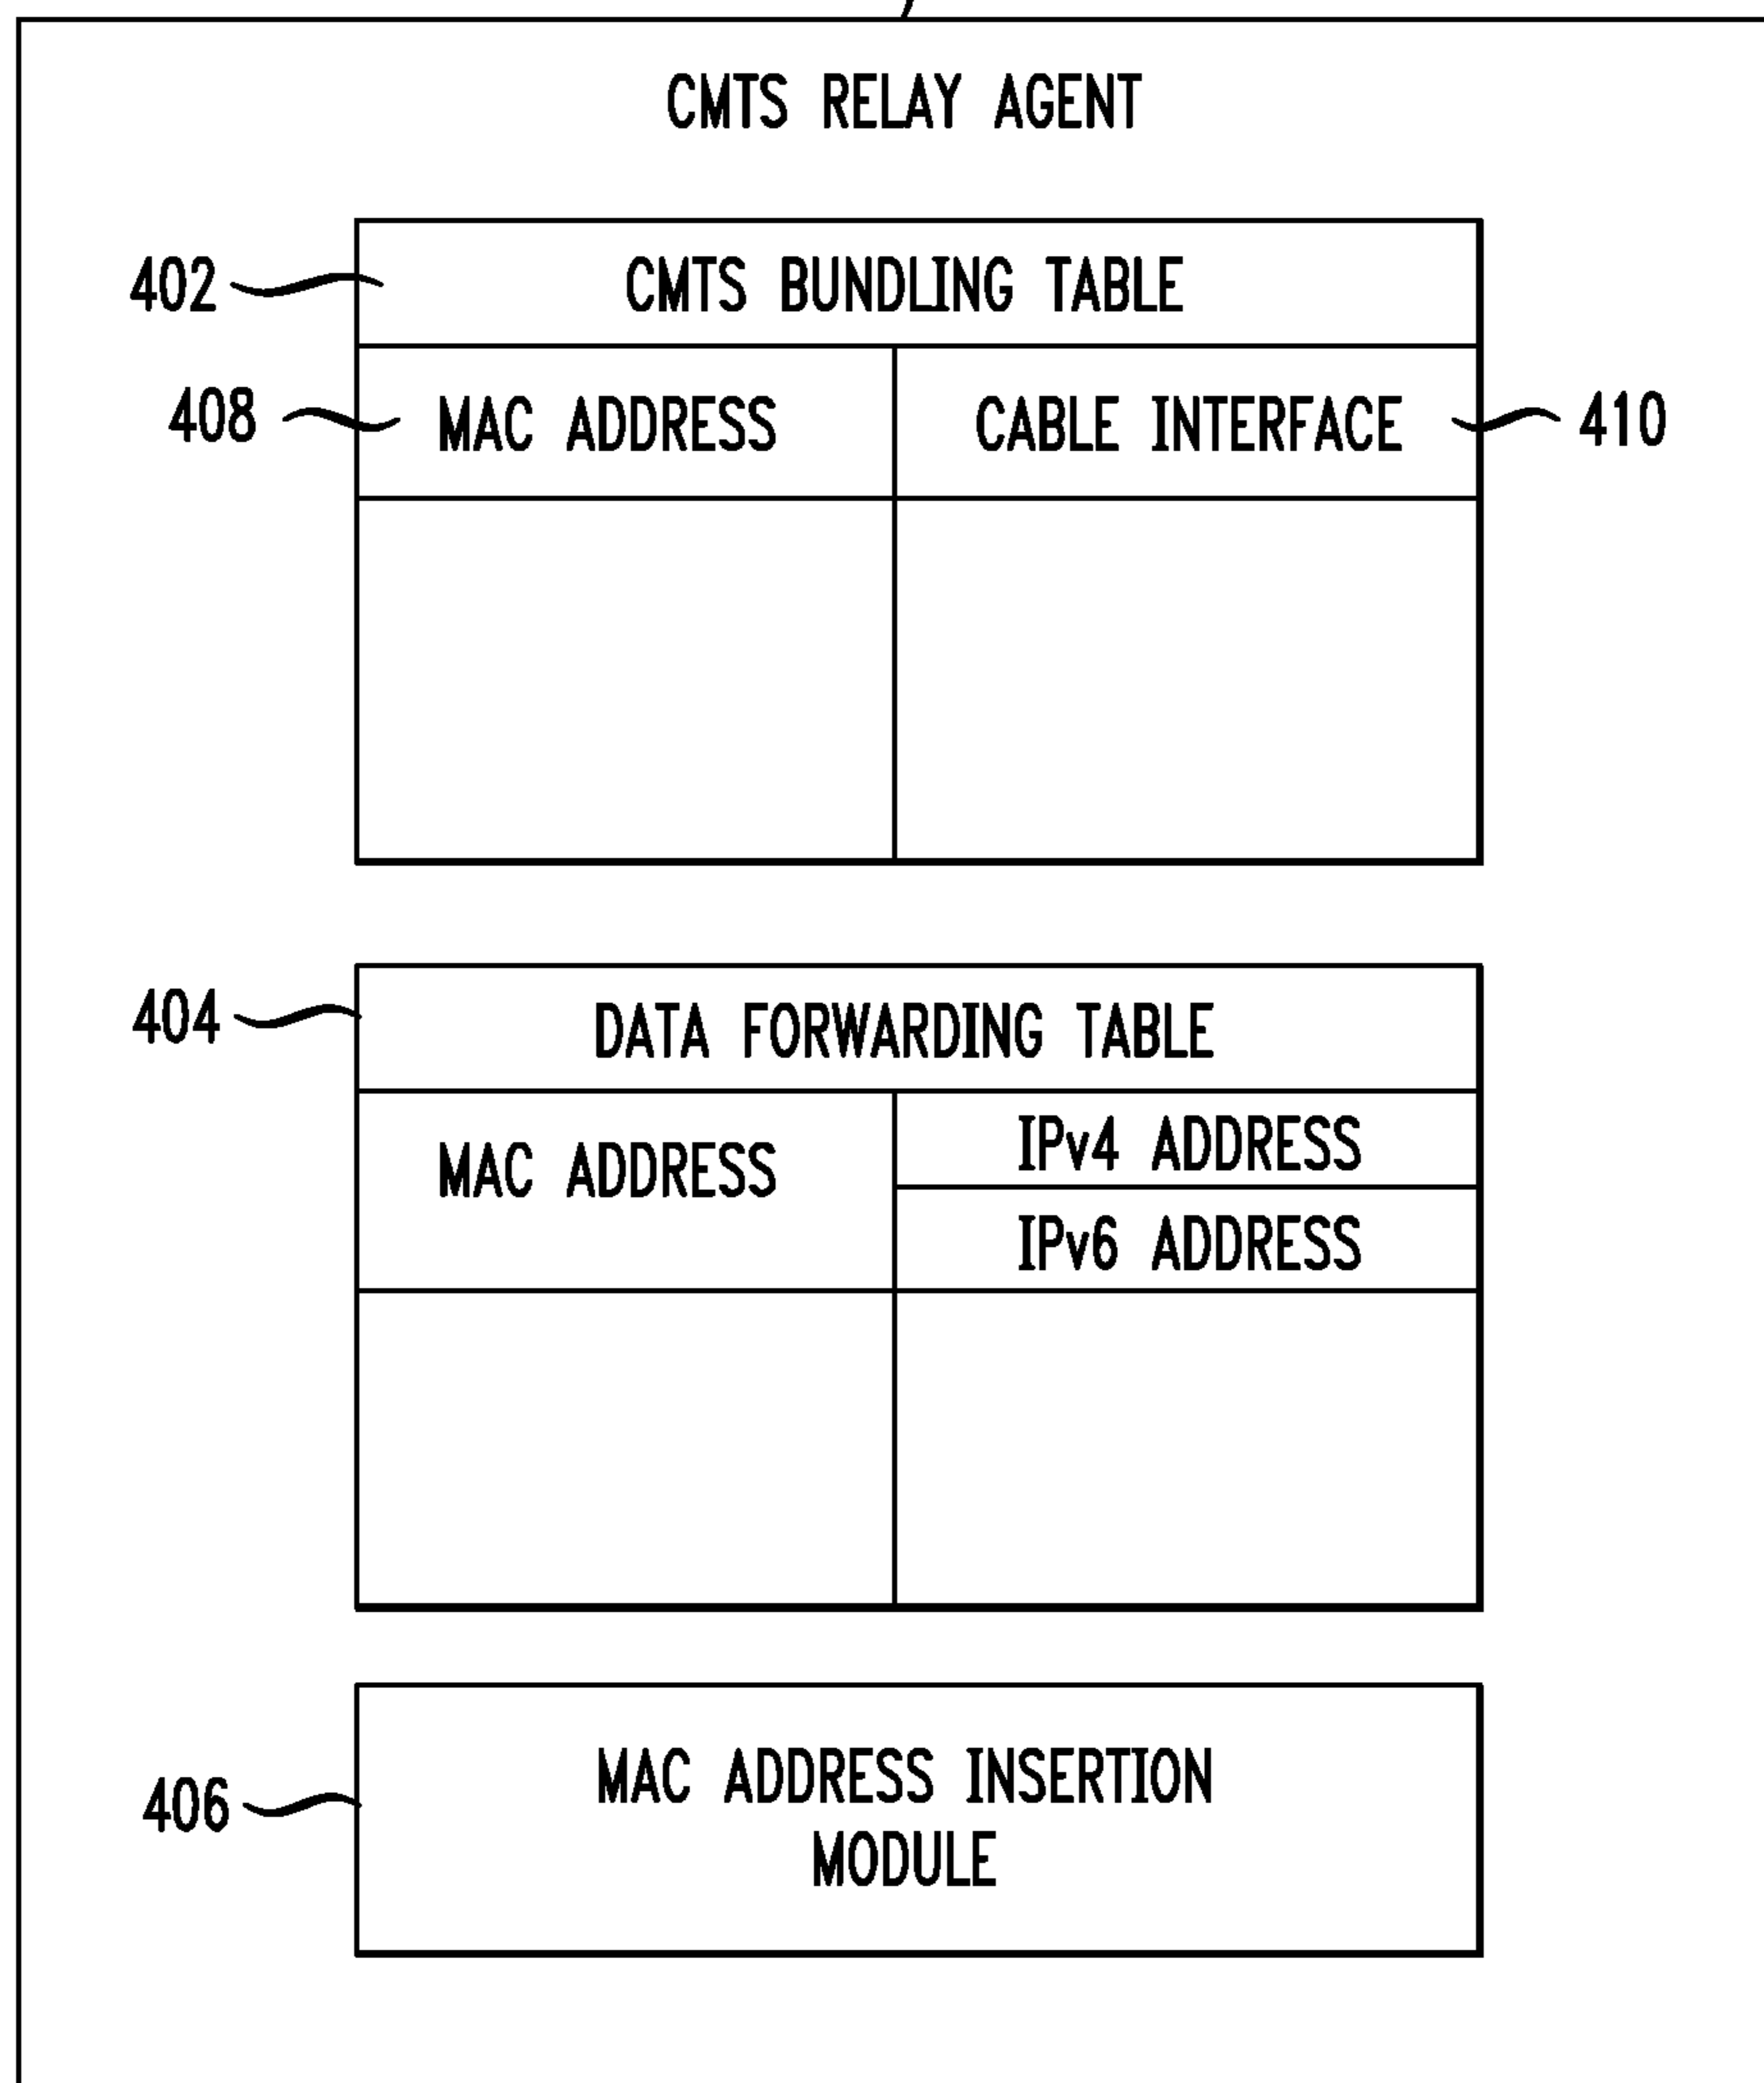 CMTS RELAY AGENT
402
CMTS BUNDLING TABLE
408
MAC ADDRESS
CABLE INTERFACE
410
404
DATA FORWARDING TABLE
MAC ADDRESS
IPv4 ADDRESS
IPv6 ADDRESS
406
MAC ADDRESS INSERTION
MODULE